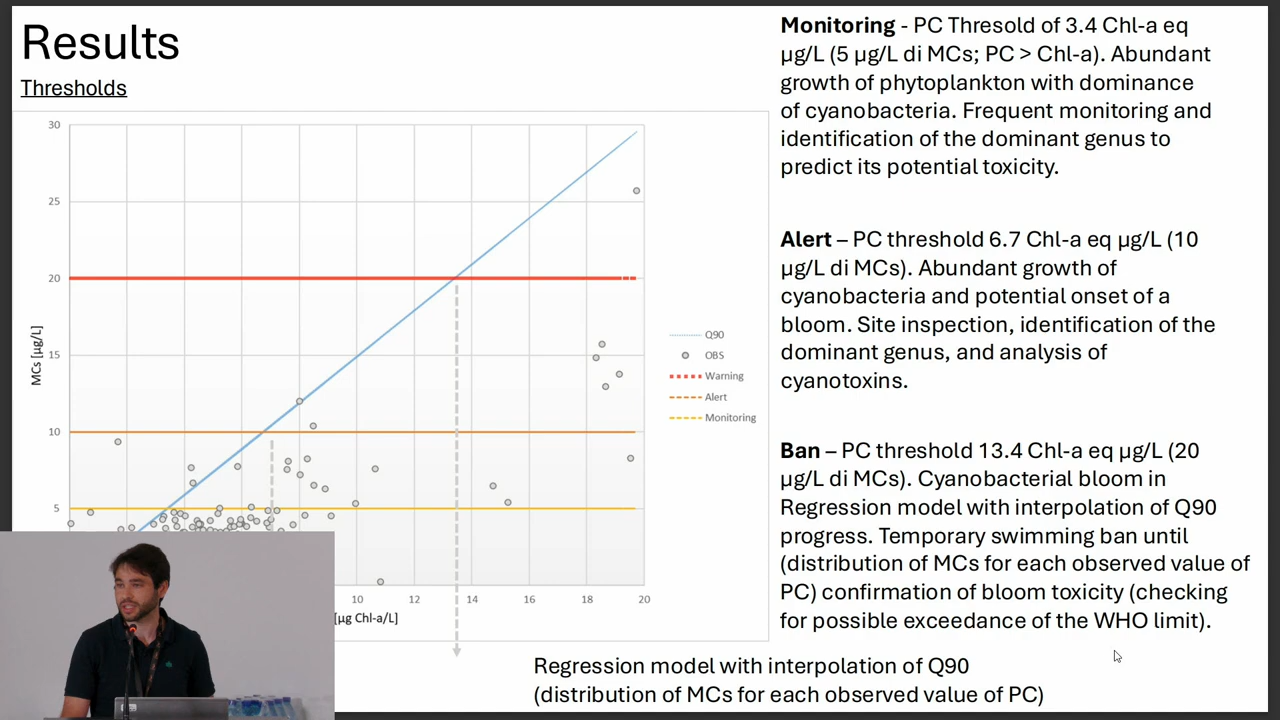 Results
Thresholds
Monitoring - PC Thresold of 3.4 Chl-a eq
µg/L (5 µg/L di MCs; PC > Chl-a). Abundant
growth of phytoplankton with dominance
of cyanobacteria. Frequent monitoring and
identification of the dominant genus to
predict its potential toxicity.
Alert – PC threshold 6.7 Chl-a eq µg/L (10
µg/L di MCs). Abundant growth of
cyanobacteria and potential onset of a
bloom. Site inspection, identification of the
dominant genus, and analysis of
cyanotoxins.
Ban – PC threshold 13.4 Chl-a eq µg/L (20
µg/L di MCs). Cyanobacterial bloom in
Regression model with interpolation of Q90
progress. Temporary swimming ban until
(distribution of MCs for each observed value of
PC) confirmation of bloom toxicity (checking
for possible exceedance of the WHO limit).
30
25
20
15
10
5
MCs [µg/L]
Q90
OBS
Warning
Alert
Monitoring
10
12
14
16
18
20
[µg Chl-a/L]
Regression model with interpolation of Q90
(distribution of MCs for each observed value of PC)